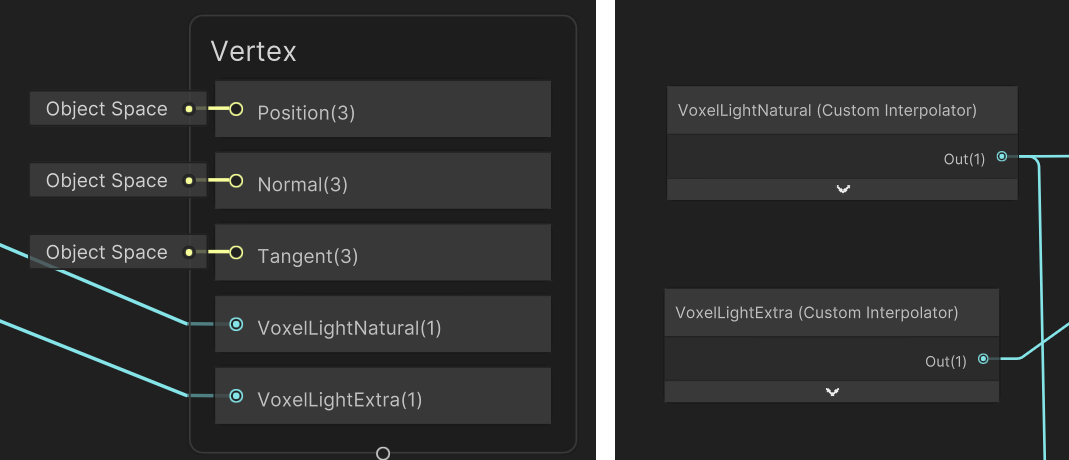 Vertex
Object Space
Position(3)
Object Space
Normal(3)
Object Space
Tangent(3)
VoxelLightNatural(1)
VoxelLightExtra(1)
VoxelLightNatural (Custom Interpolator)
Out(1)
VoxelLightExtra (Custom Interpolator)
Out(1)